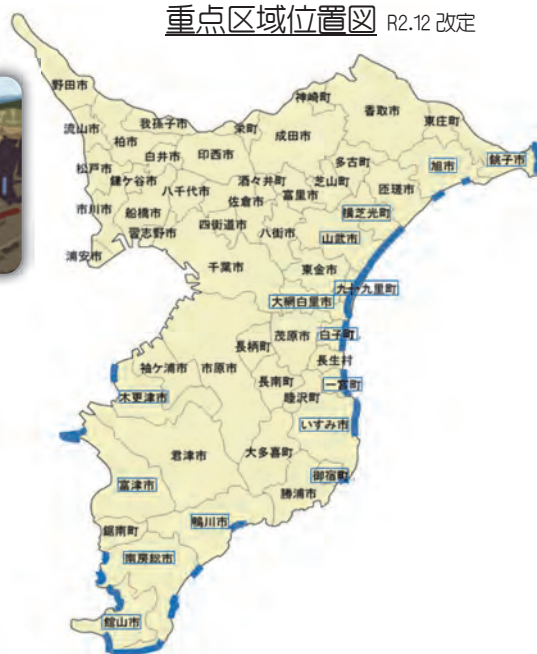 重点区域位置図 R2.12 改定
野田市
神崎町
香取市
東庄町
流山市
我孫子市
栄町
成田市
柏市
多古町
旭市
銚子市
松戸市
白井市
印西市
酒々井町
芝山町
匝瑳市
鎌ケ谷市
八千代市
佐倉市
富里市
市川市
船橋市
四街道市
八街市
横芝光町
習志野市
山武市
浦安市
千葉市
東金市
九十九里町
大網白里市
茂原市
白子町
長柄町
長生村
袖ケ浦市
市原市
長南町
一宮町
木更津市
睦沢町
いすみ市
君津市
大多喜町
御宿町
富津市
勝浦市
鴨川市
鋸南町
南房総市
館山市